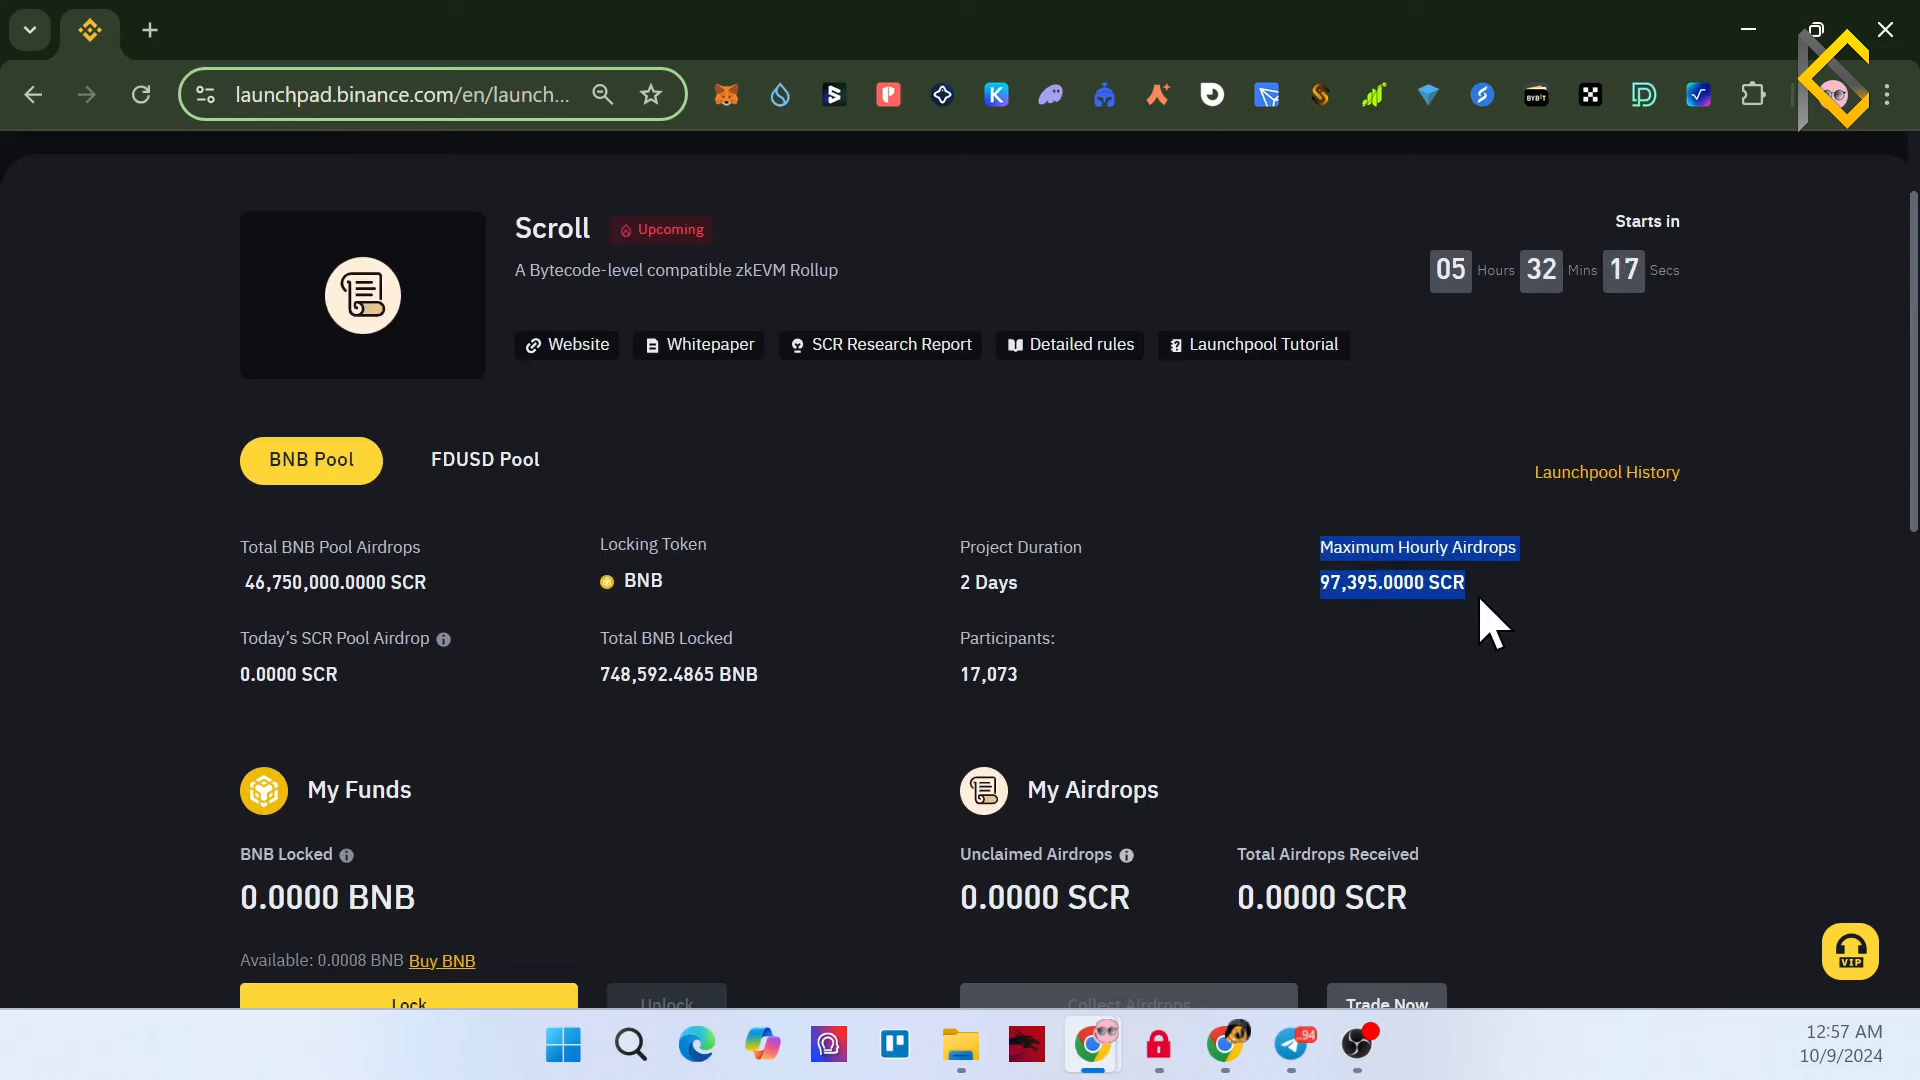 launchpad.binance.com/en/launch...
BYBIT
Scroll
Upcoming
A Bytecode-level compatible zkEVM Rollup
Starts in
05 Hours 32 Mins 17 Secs
Website
Whitepaper
SCR Research Report
Detailed rules
Launchpool Tutorial
BNB Pool
FDUSD Pool
Launchpool History
Total BNB Pool Airdrops
46,750,000.0000 SCR
Locking Token
BNB
Project Duration
2 Days
Maximum Hourly Airdrops
97,395.0000 SCR
Today's SCR Pool Airdrop
0.0000 SCR
Total BNB Locked
748,592.4865 BNB
Participants:
17,073
My Funds
BNB Locked
0.0000 BNB
Available: 0.0008 BNB Buy BNB
Lock
Unlock
My Airdrops
Unclaimed Airdrops
0.0000 SCR
Total Airdrops Received
0.0000 SCR
Collect Airdrops
Trade Now
VIP
94
12:57 AM
10/9/2024